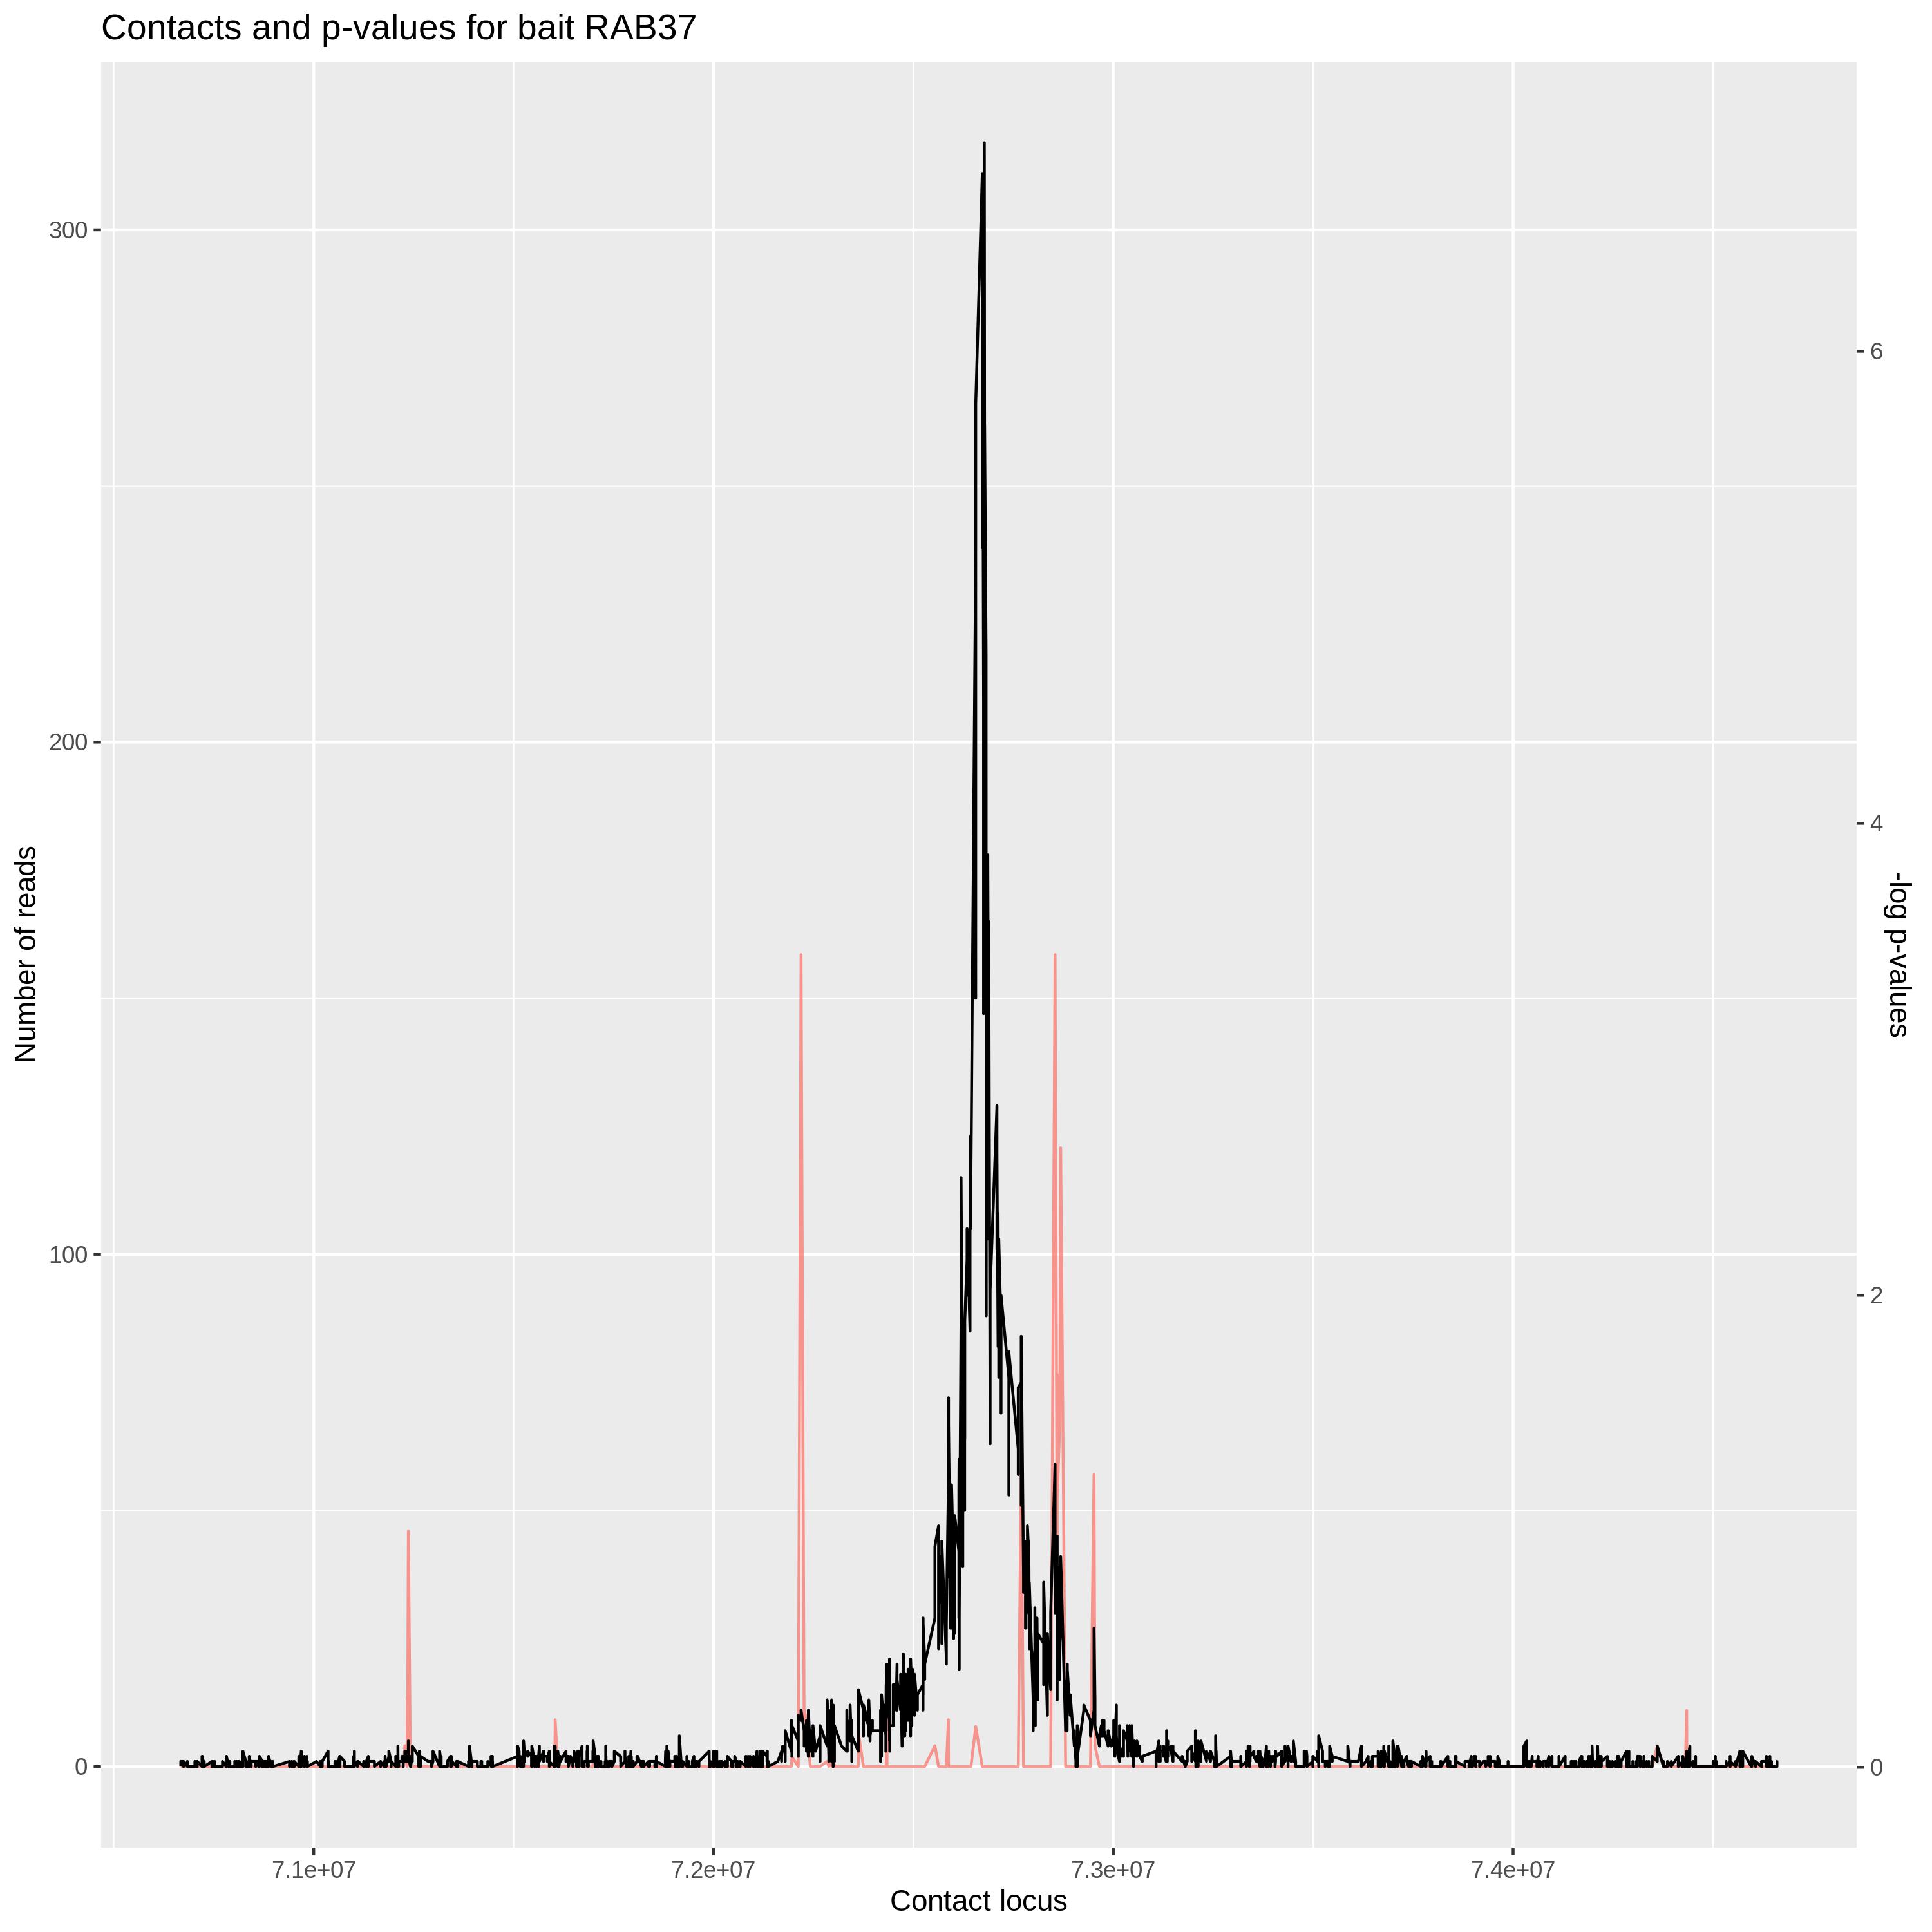 Contacts and p-values for bait RAB37
Number of reads
300
200
100
0
-log p-values
6
4
2
0
7.1e+07
7.2e+07
7.3e+07
7.4e+07
Contact locus